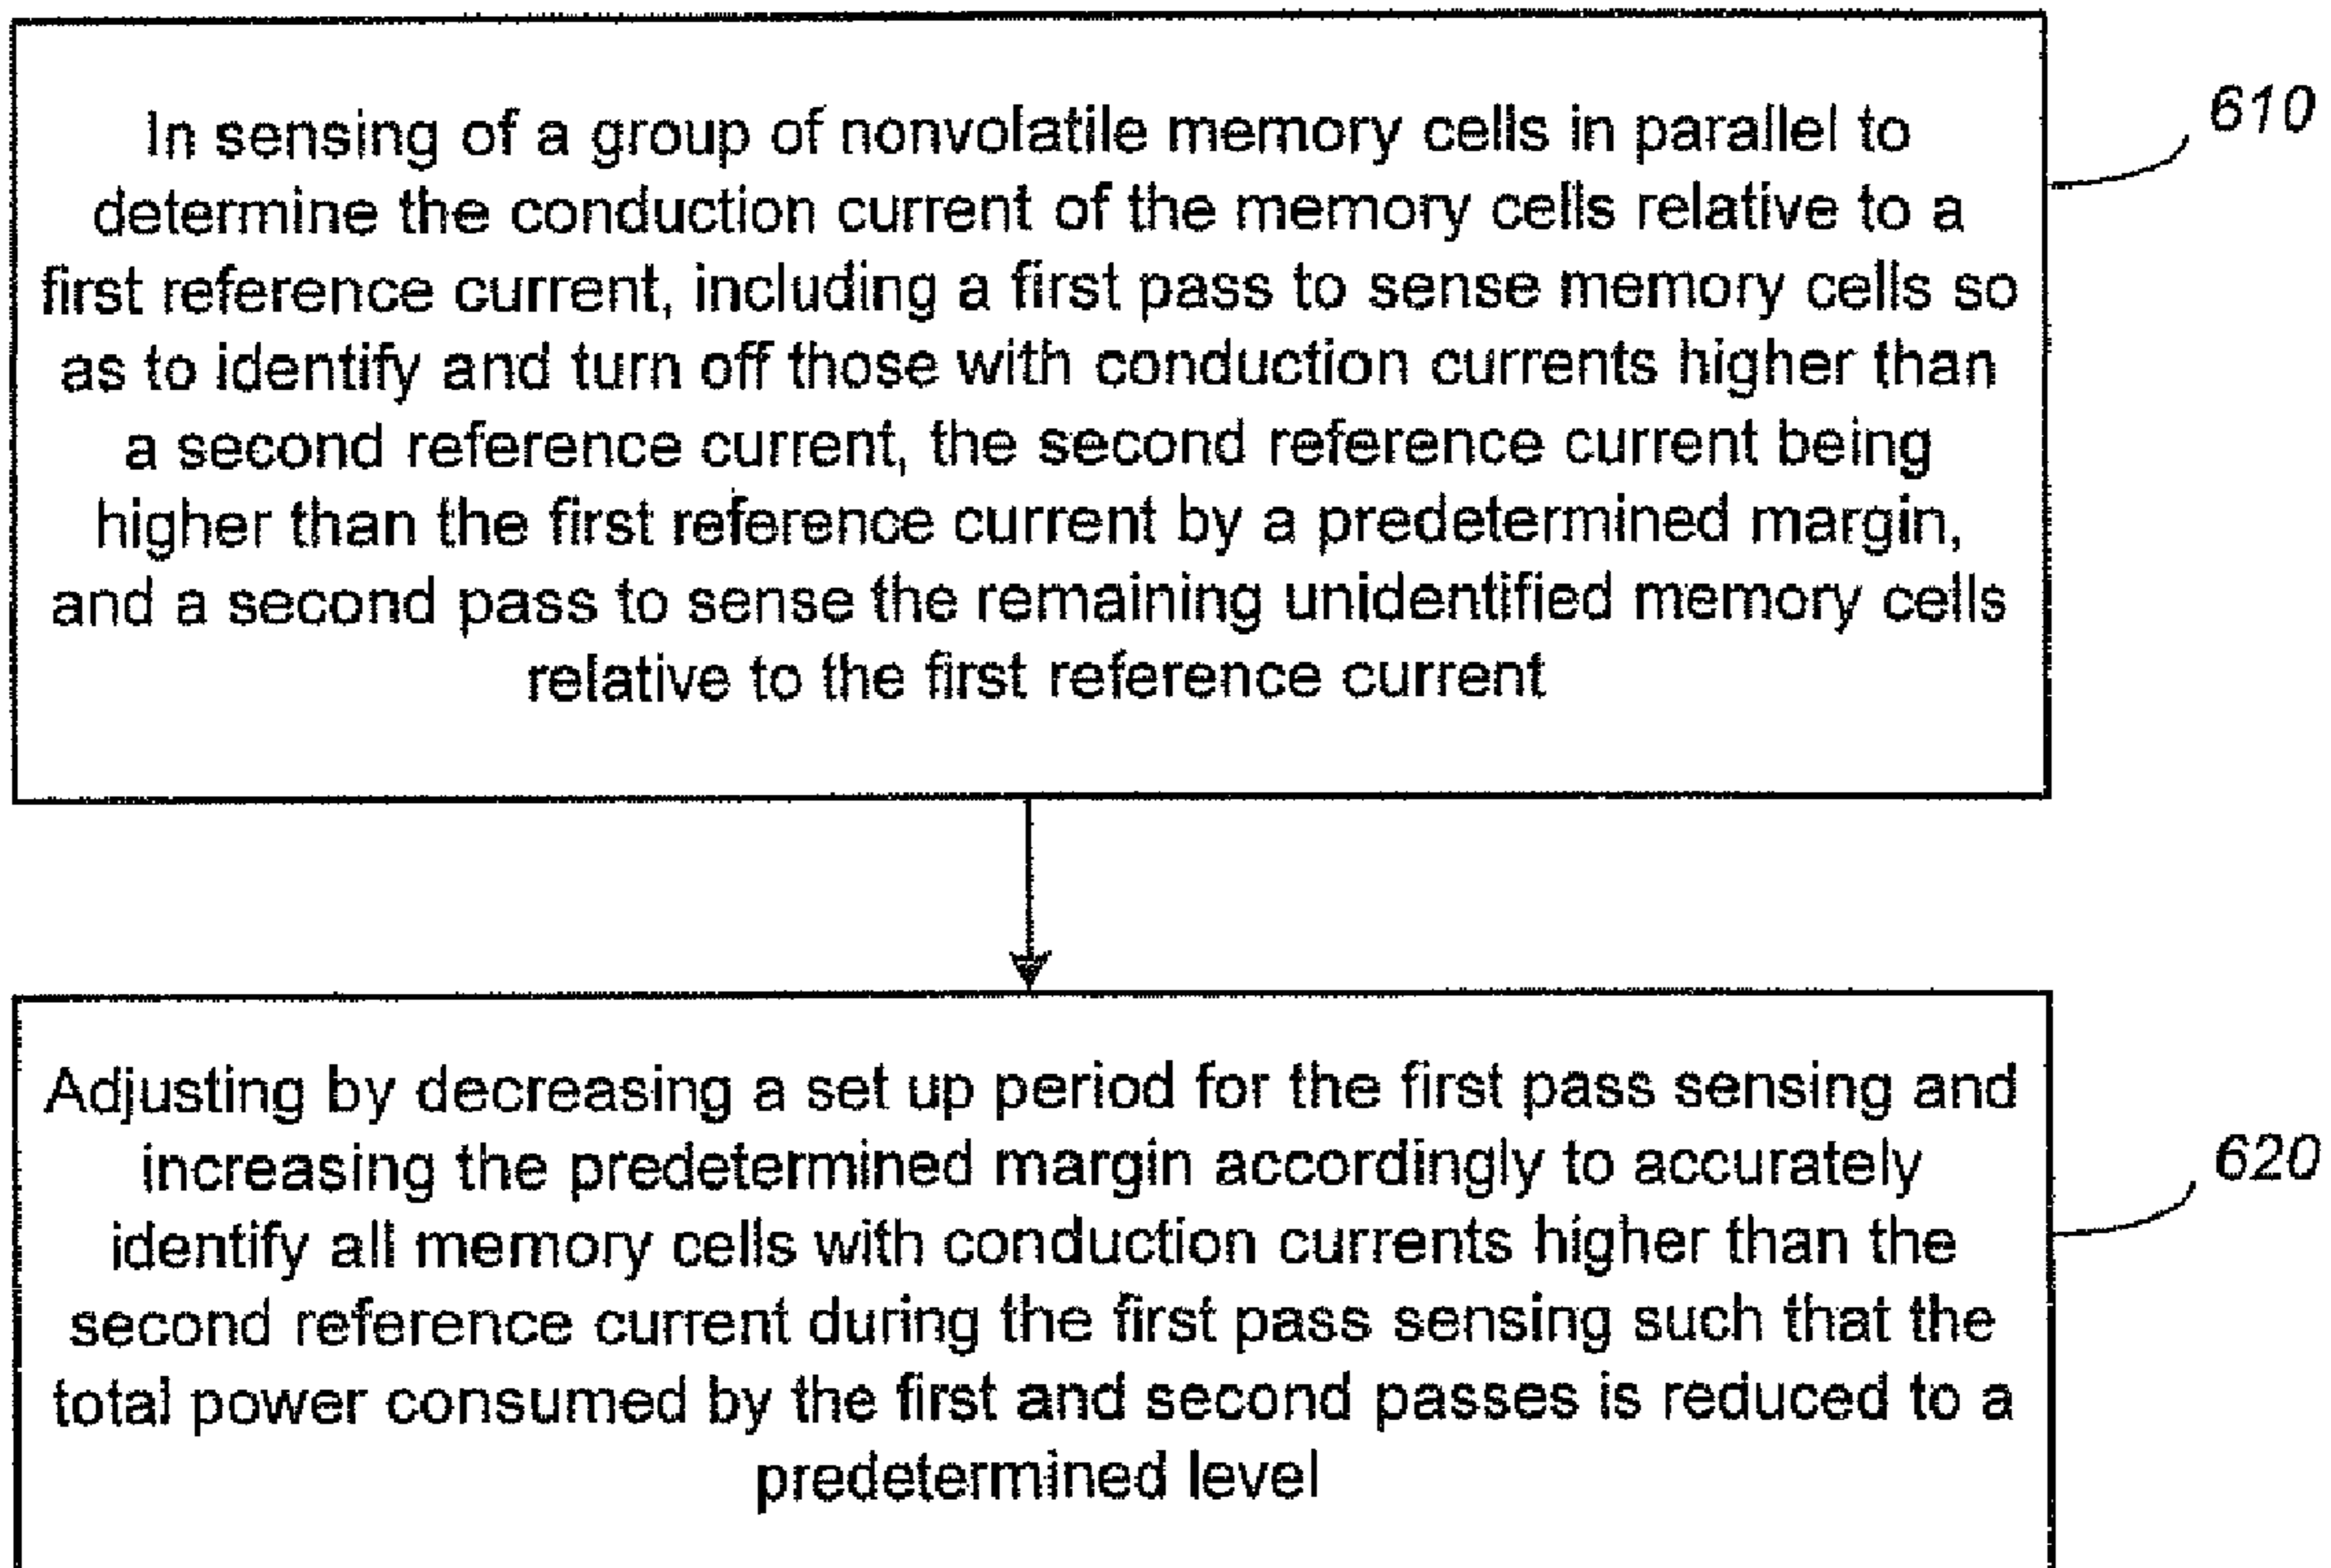 In sensing of a group of nonvolatile memory cells in parallel to
determine the conduction current of the memory cells relative to a
first reference current, including a first pass to sense memory cells so
as to identify and turn off those with conduction currents higher than
a second reference current, the second reference current being
higher than the first reference current by a predetermined margin,
and a second pass to sense the remaining unidentified memory cells
relative to the first reference current
610
Adjusting by decreasing a set up period for the first pass sensing and
increasing the predetermined margin accordingly to accurately
identify all memory cells with conduction currents higher than the
second reference current during the first pass sensing such that the
total power consumed by the first and second passes is reduced to a
predetermined level
620